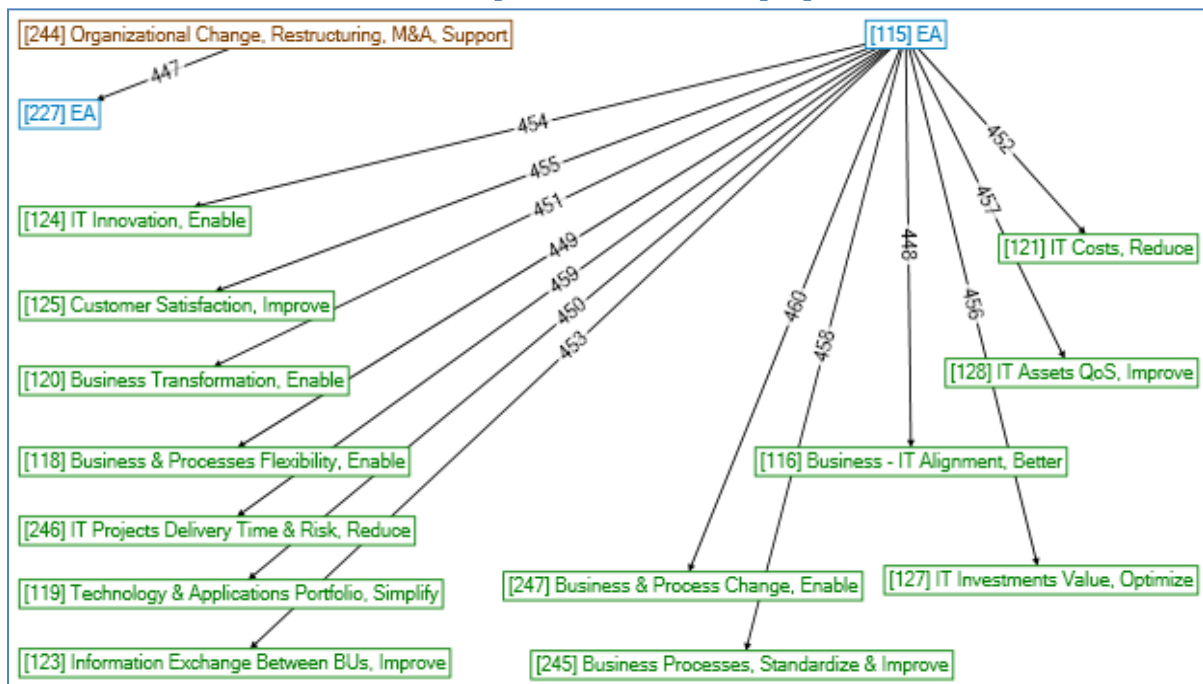 [244] Organizational Change, Restructuring, M&A, Support
[115] EA
447
[227] EA
454
452
455
457
[124] IT Innovation, Enable
451
449
448
[121] IT Costs, Reduce
459
450
460
456
[125] Customer Satisfaction, Improve
453
458
[120] Business Transformation, Enable
[128] IT Assets QoS, Improve
[118] Business & Processes Flexibility, Enable
[116] Business - IT Alignment, Better
[246] IT Projects Delivery Time & Risk, Reduce
[119] Technology & Applications Portfolio, Simplify
[247] Business & Process Change, Enable
[127] IT Investments Value, Optimize
[123] Information Exchange Between BUs, Improve
[245] Business Processes, Standardize & Improve